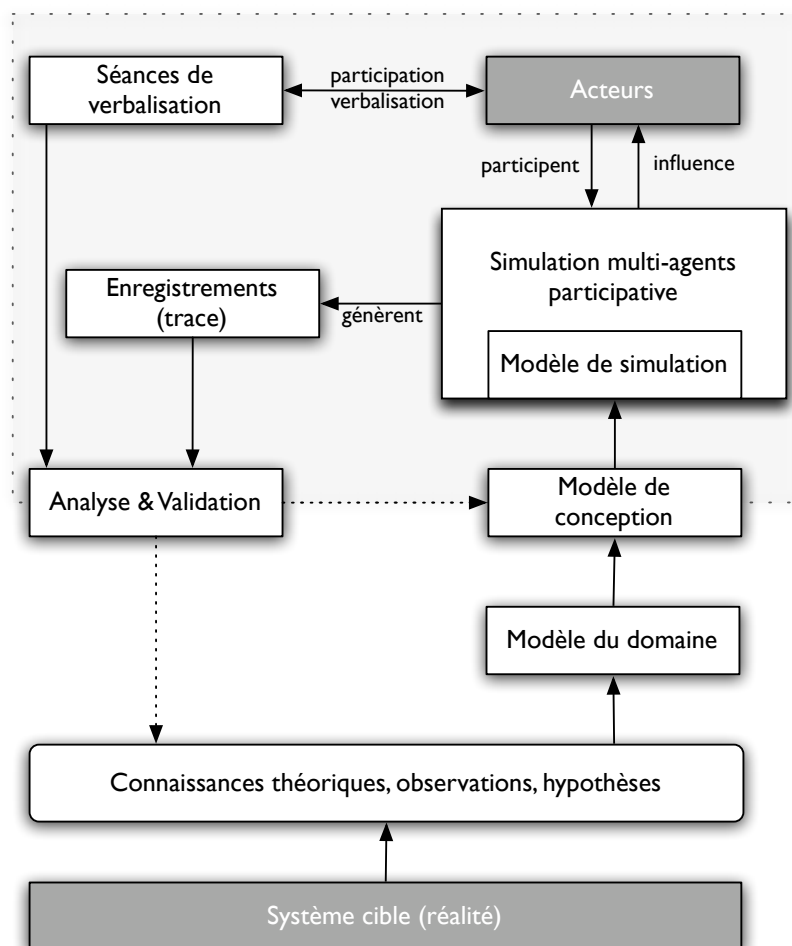 Séances de
verbalisation
participation
verbalisation
Acteurs
participent
influence
Simulation multi-agents
participative
Enregistrements
(trace)
génèrent
Modèle de simulation
Analyse & Validation
Modèle de
conception
Modèle du domaine
Connaissances théoriques, observations, hypothèses
Système cible (réalité)